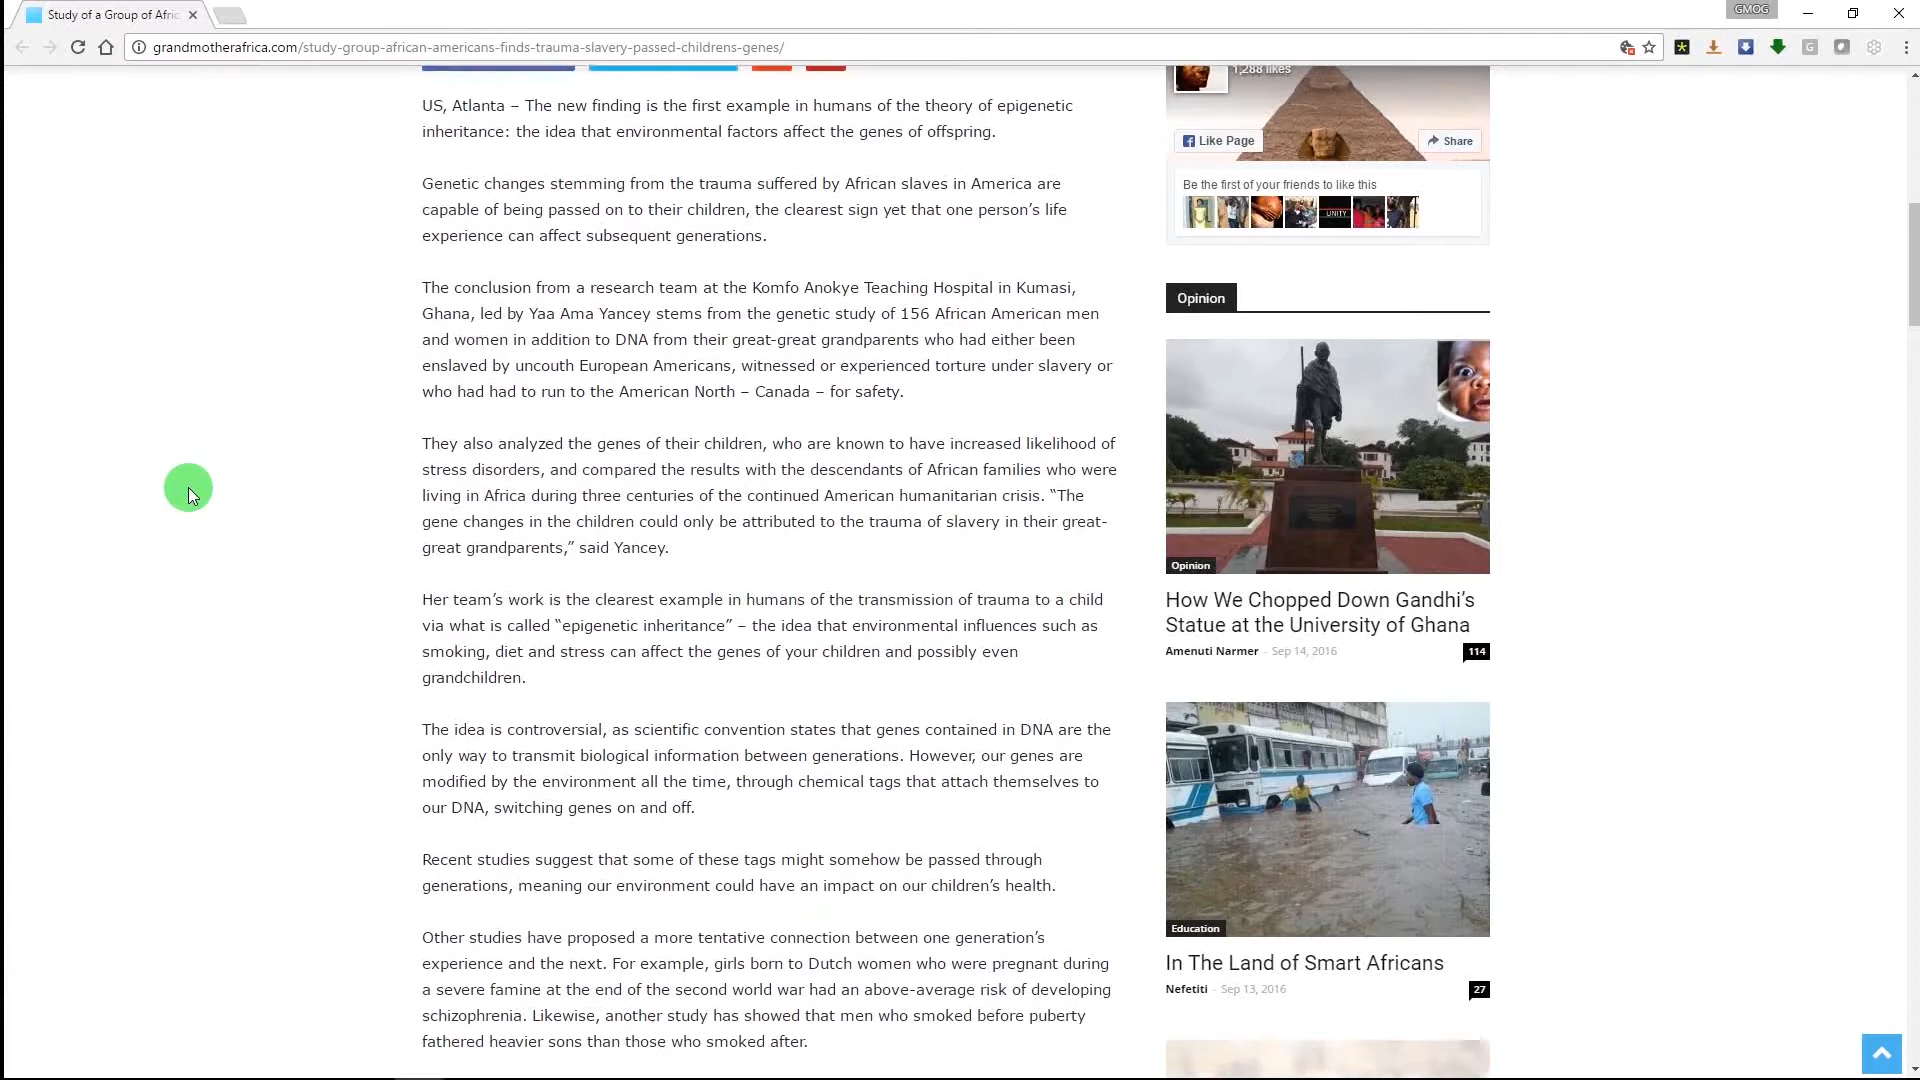 Study of a Group of Afric
GMOG
grandmotherafrica.com/study-group-african-americans-finds-trauma-slavery-passed-childrens-genes/
US, Atlanta – The new finding is the first example in humans of the theory of epigenetic
inheritance: the idea that environmental factors affect the genes of offspring.
Genetic changes stemming from the trauma suffered by African slaves in America are
capable of being passed on to their children, the clearest sign yet that one person’s life
experience can affect subsequent generations.
The conclusion from a research team at the Komfo Anokye Teaching Hospital in Kumasi,
Ghana, led by Yaa Ama Yancey stems from the genetic study of 156 African American men
and women in addition to DNA from their great-great grandparents who had either been
enslaved by uncouth European Americans, witnessed or experienced torture under slavery or
who had had to run to the American North – Canada – for safety.
They also analyzed the genes of their children, who are known to have increased likelihood of
stress disorders, and compared the results with the descendants of African families who were
living in Africa during three centuries of the continued American humanitarian crisis. “The
gene changes in the children could only be attributed to the trauma of slavery in their great-
great grandparents,” said Yancey.
Her team’s work is the clearest example in humans of the transmission of trauma to a child
via what is called “epigenetic inheritance” – the idea that environmental influences such as
smoking, diet and stress can affect the genes of your children and possibly even
grandchildren.
The idea is controversial, as scientific convention states that genes contained in DNA are the
only way to transmit biological information between generations. However, our genes are
modified by the environment all the time, through chemical tags that attach themselves to
our DNA, switching genes on and off.
Recent studies suggest that some of these tags might somehow be passed through
generations, meaning our environment could have an impact on our children’s health.
Other studies have proposed a more tentative connection between one generation’s
experience and the next. For example, girls born to Dutch women who were pregnant during
a severe famine at the end of the second world war had an above-average risk of developing
schizophrenia. Likewise, another study has showed that men who smoked before puberty
fathered heavier sons than those who smoked after.
1,288 likes
Like Page
Share
Be the first of your friends to like this
UNITY
Opinion
Opinion
How We Chopped Down Gandhi’s
Statue at the University of Ghana
Amenuti Narmer - Sep 14, 2016
114
Education
In The Land of Smart Africans
Nefetiti - Sep 13, 2016
27